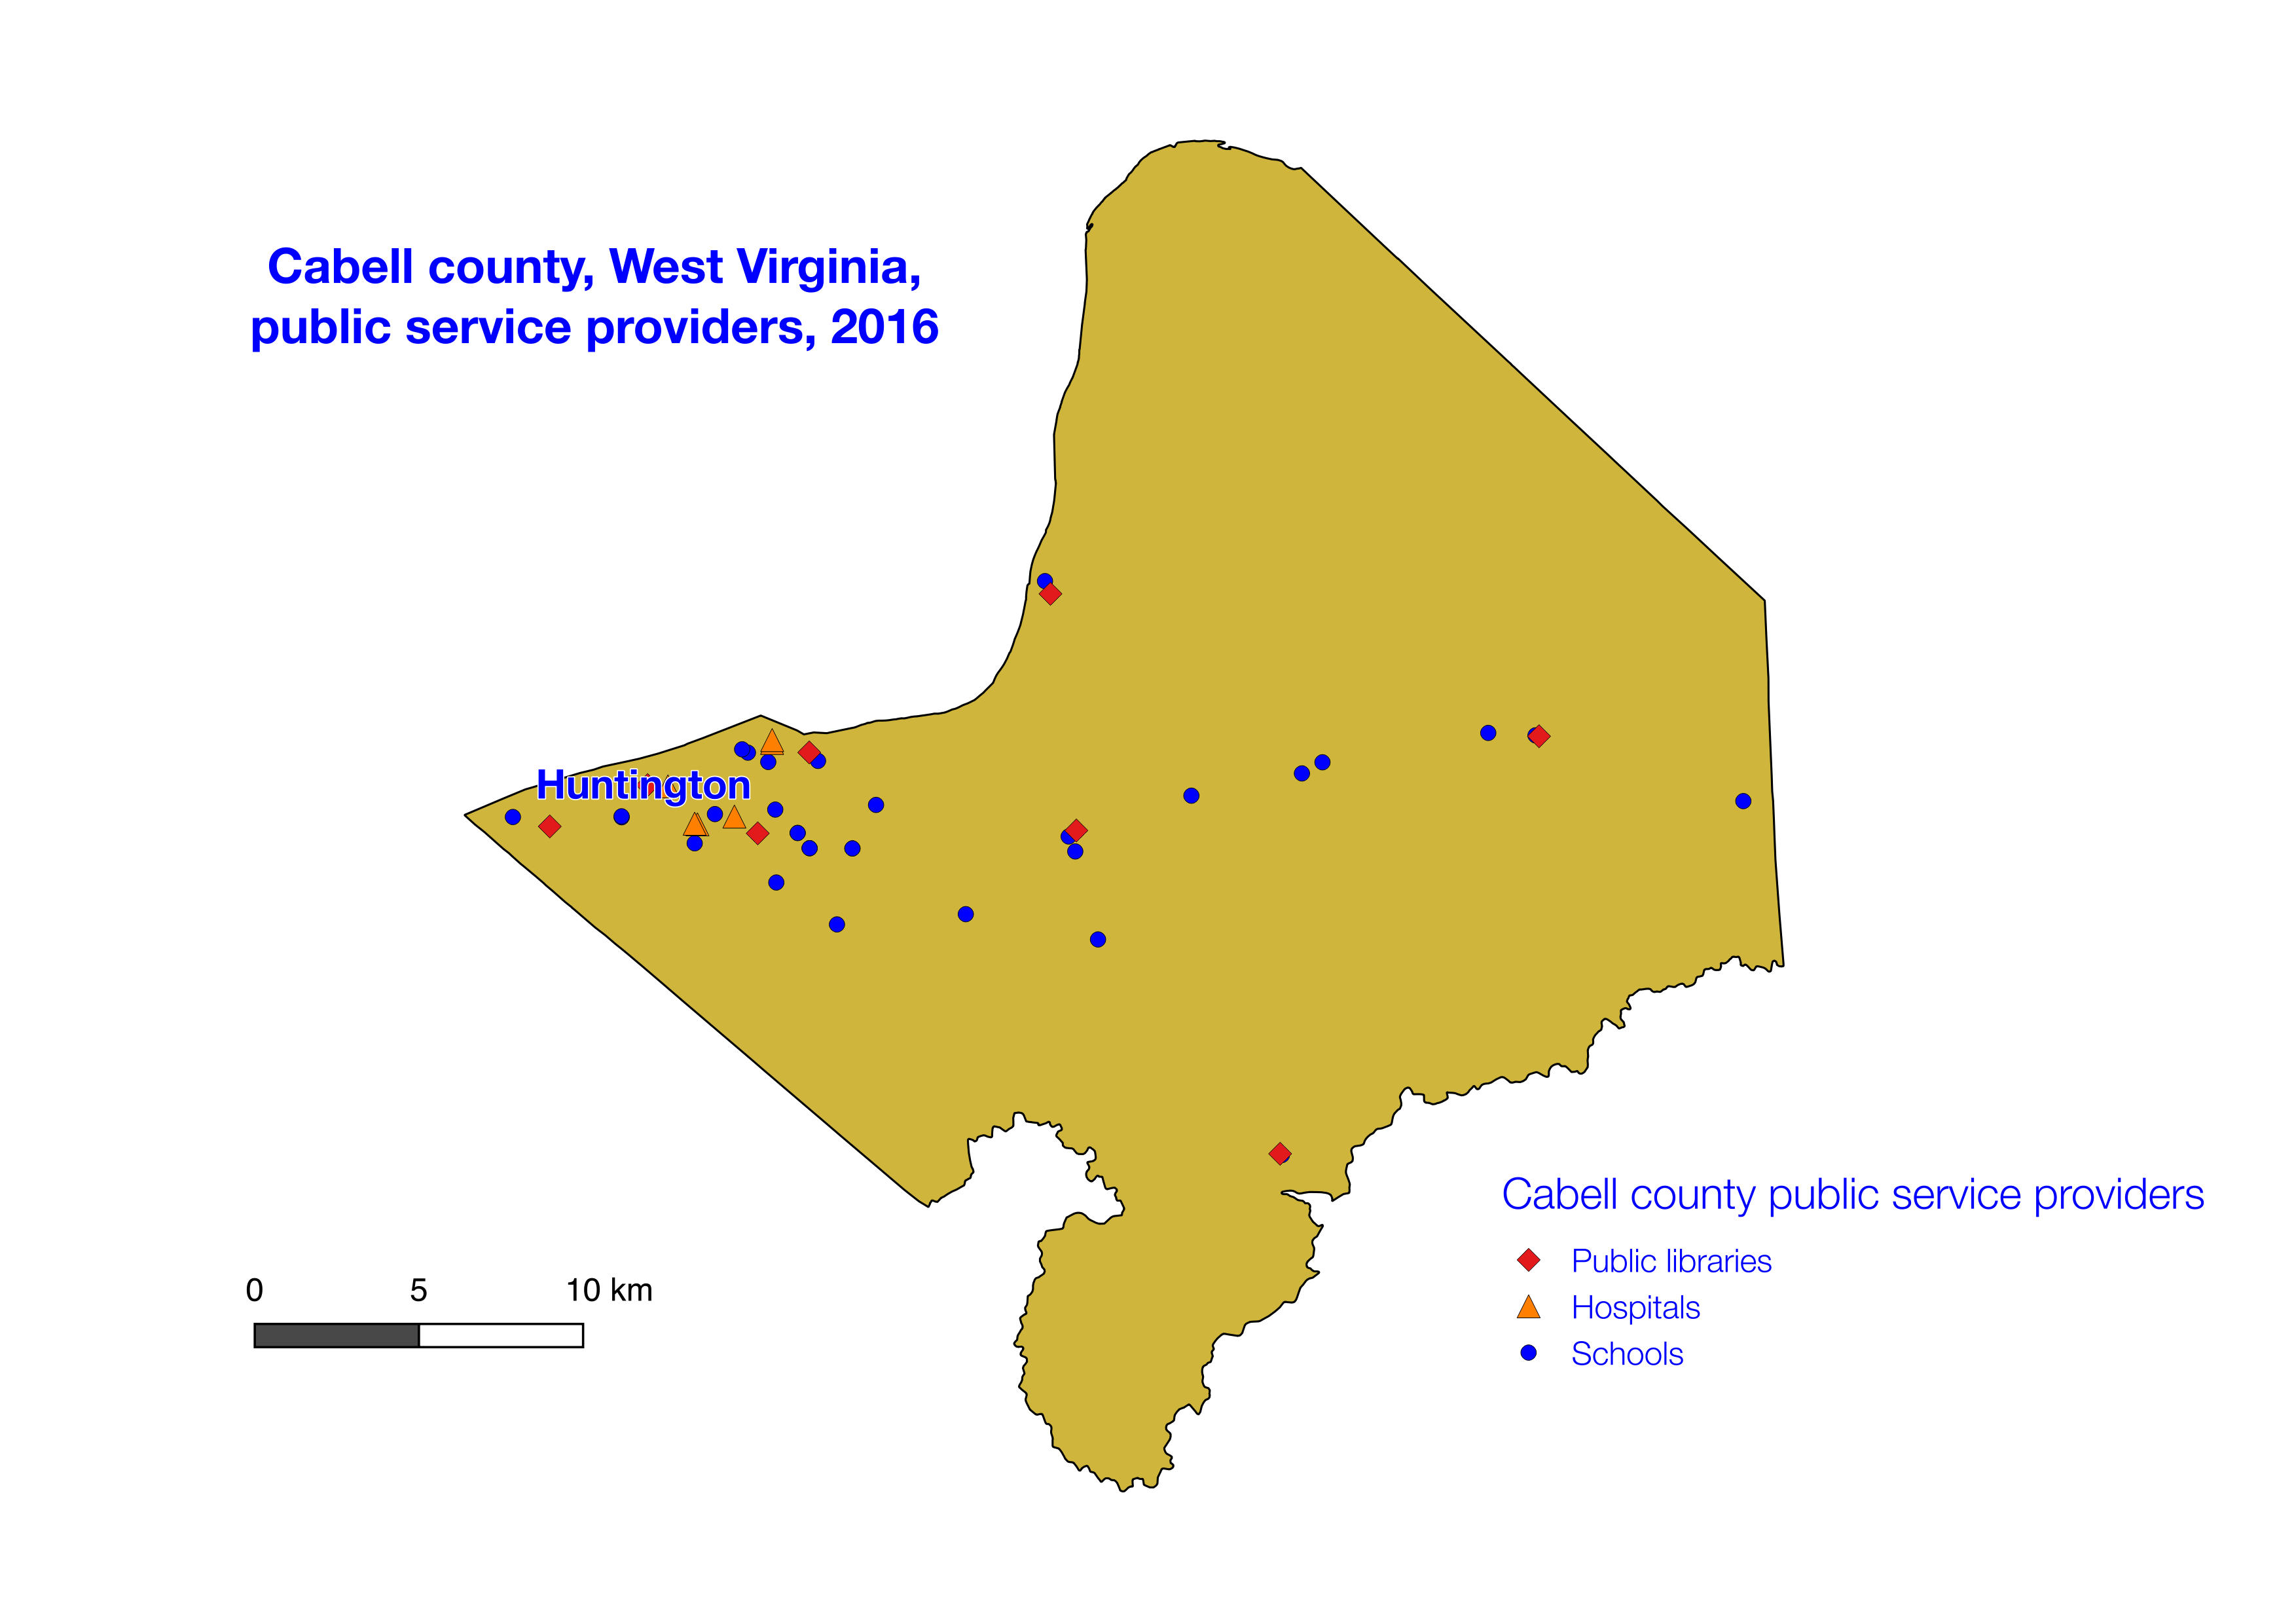 Cabell county, West Virginia,
public service providers, 2016
Huntington
Cabell county public service providers
Public libraries
Hospitals
Schools
0 5 10 km